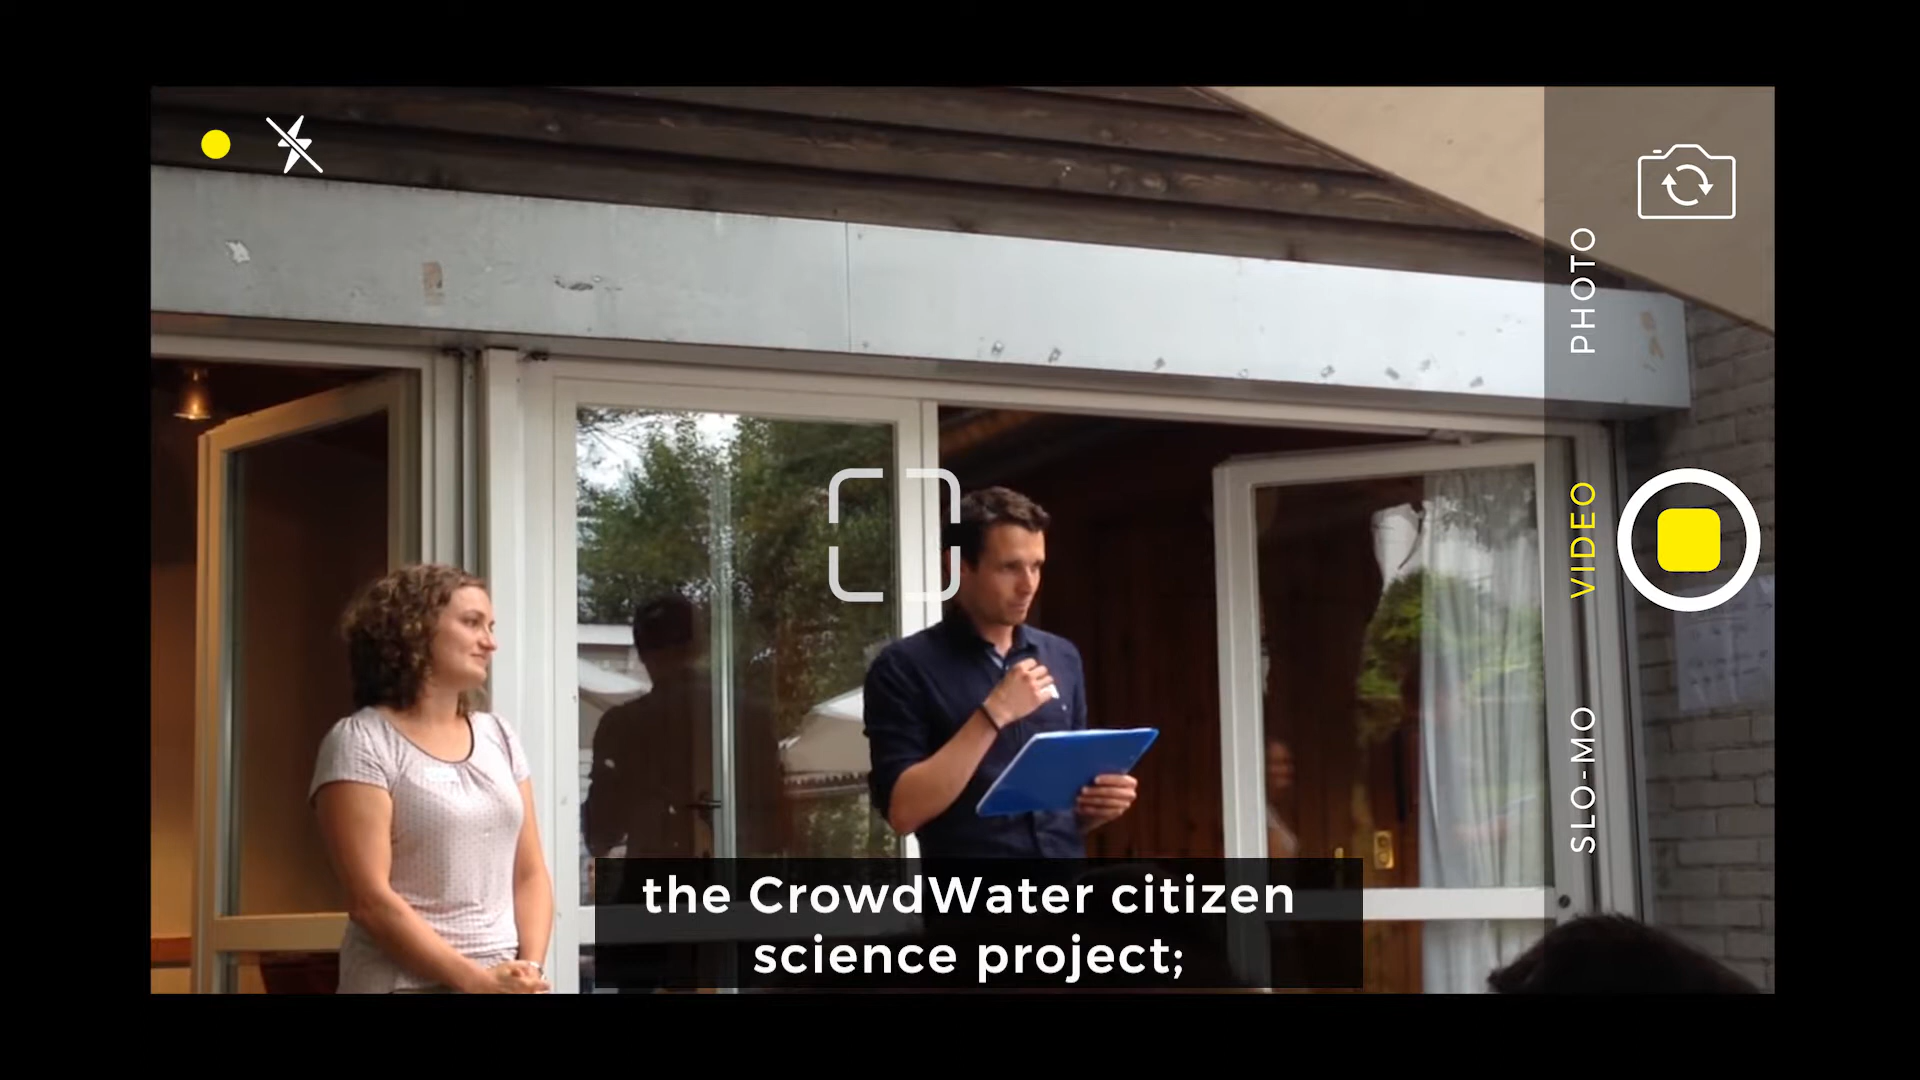 PHOTO
VIDEO
SLO-MO
the CrowdWater citizen
science project;